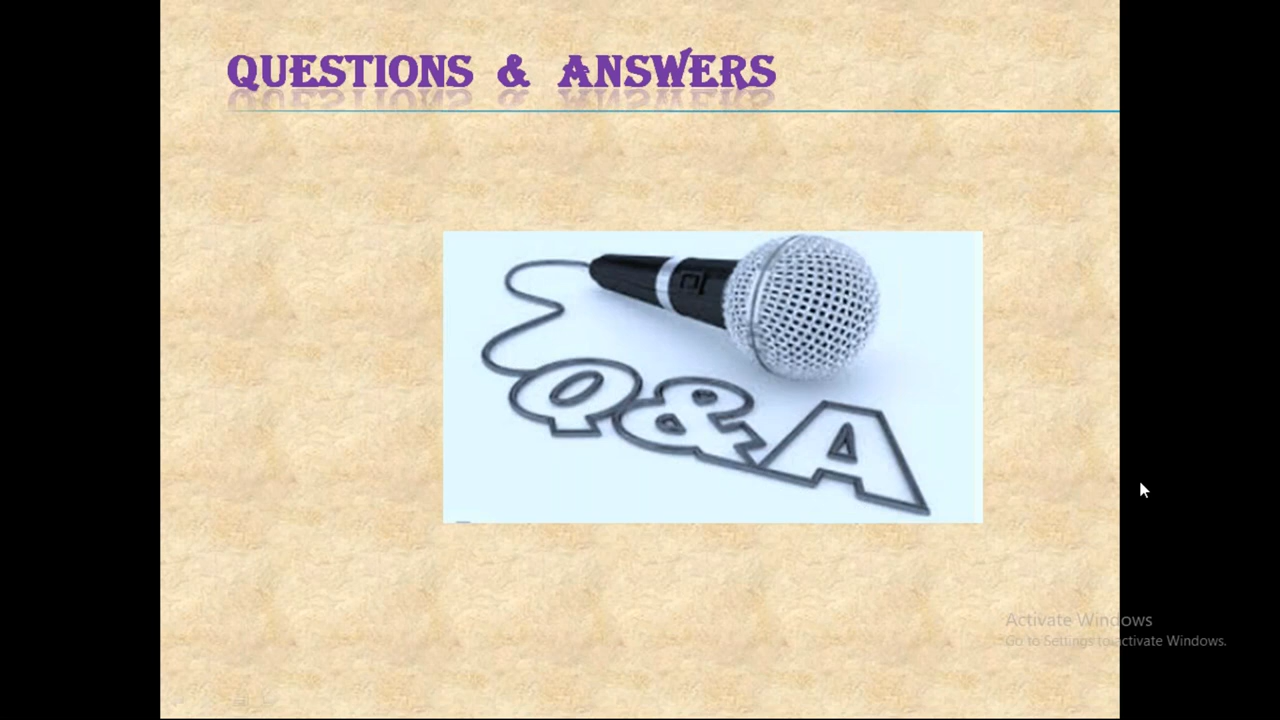 QUESTIONS & ANSWERS
Q&A
Activate Windows
Go to Settings to activate Windows.